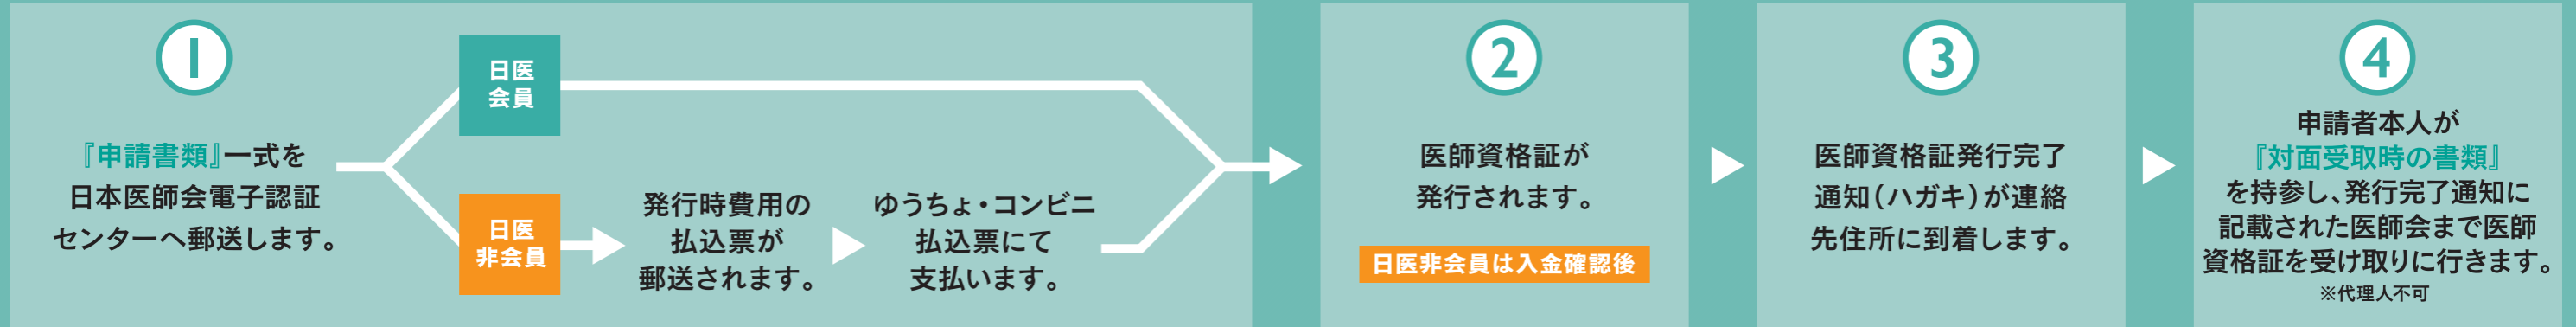 1
『申請書類』一式を
日本医師会電子認証
センターへ郵送します。
日医
会員
日医
非会員
発行時費用の
払込票が
郵送されます。
ゆうちょ・コンビニ
払込票にて
支払います。
2
医師資格証が
発行されます。
日医非会員は入金確認後
3
医師資格証発行完了
通知(ハガキ)が連絡
先住所に到着します。
4
申請者本人が
『対面受取時の書類』
を持参し、発行完了通知に
記載された医師会まで医師
資格証を受け取りに行きます。
※代理人不可